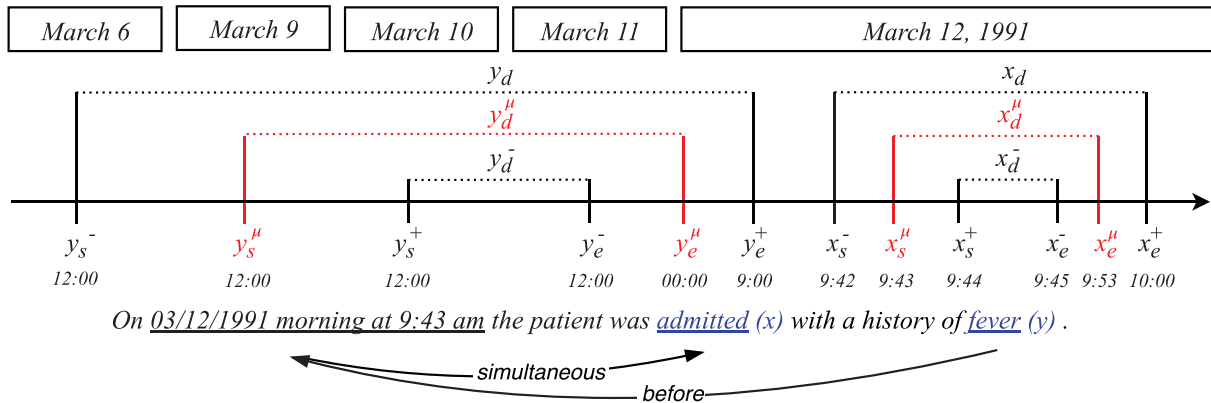 March 6 March 9 March 10 March 11 March 12, 1991
y_d x_d
y_d^μ x_d^μ
y_d^- x_d^-
y_s^- y_s^μ y_s^+ y_e^- y_e^μ y_e^+ x_s^- x_s^μ x_s^+ x_e^- x_e^μ x_e^+
12:00 12:00 12:00 12:00 00:00 9:00 9:42 9:43 9:44 9:45 9:53 10:00
On 03/12/1991 morning at 9:43 am the patient was admitted (x) with a history of fever (y) .
simultaneous
before